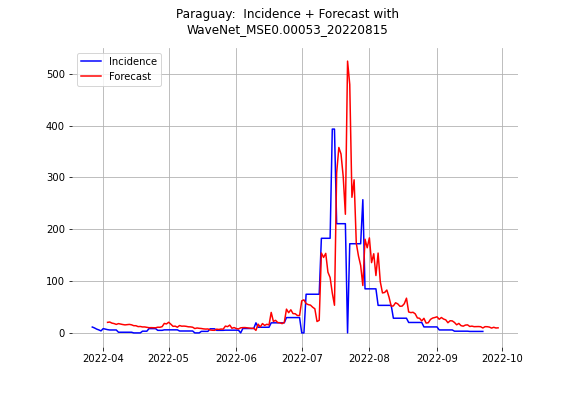 Paraguay:  Incidence + Forecast with
WaveNet_MSE0.00053_20220815
Incidence
Forecast
500
400
300
200
100
0
2022-04 2022-05 2022-06 2022-07 2022-08 2022-09 2022-10